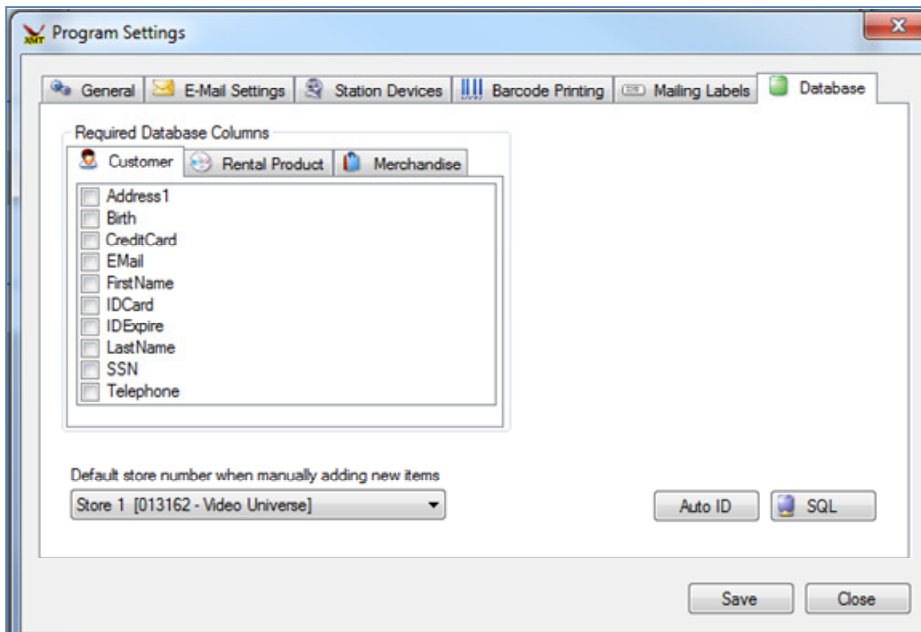 XMT Program Settings
General E-Mail Settings Station Devices Barcode Printing Mailing Labels Database
Required Database Columns
Customer Rental Product Merchandise
Address1
Birth
CreditCard
EMail
FirstName
IDCard
IDExpire
LastName
SSN
Telephone
Default store number when manually adding new items
Store 1 [013162 - Video Universe] Auto ID SQL
Save Close